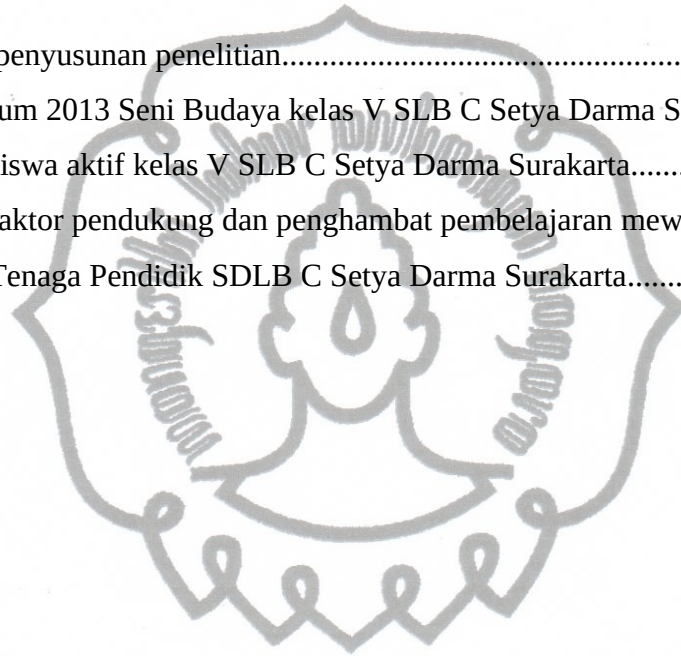 penyusunan penelitian..................................................
um 2013 Seni Budaya kelas V SLB C Setya Darma S
iswa aktif kelas V SLB C Setya Darma Surakarta.......
aktor pendukung dan penghambat pembelajaran mew
Tenaga Pendidik SDLB C Setya Darma Surakarta.......